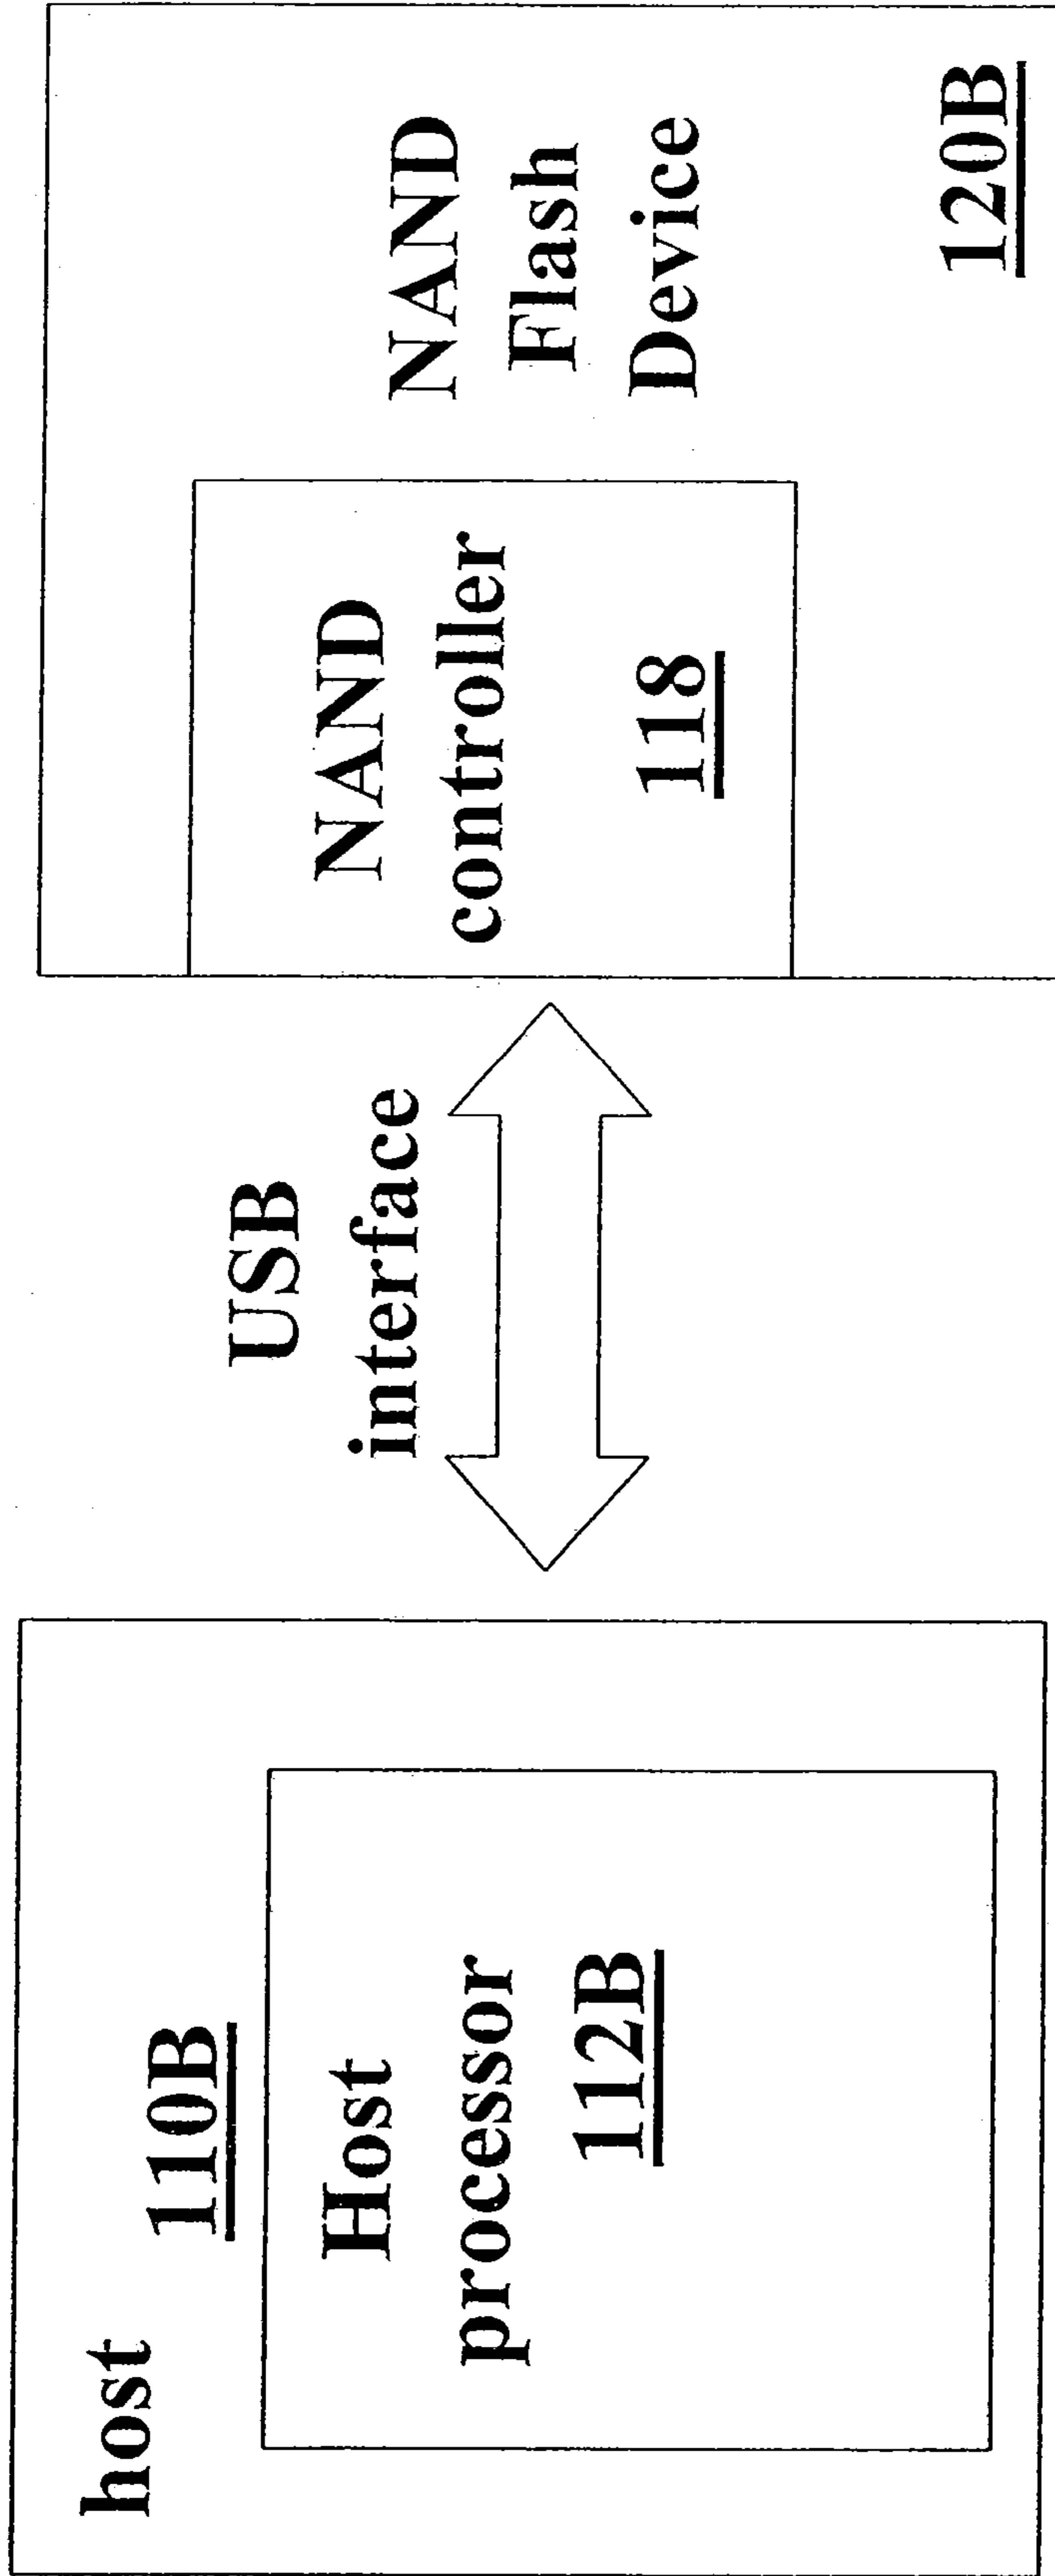 host
110B
Host
processor
112B
USB
interface
NAND
controller
118
NAND
Flash
Device
120B